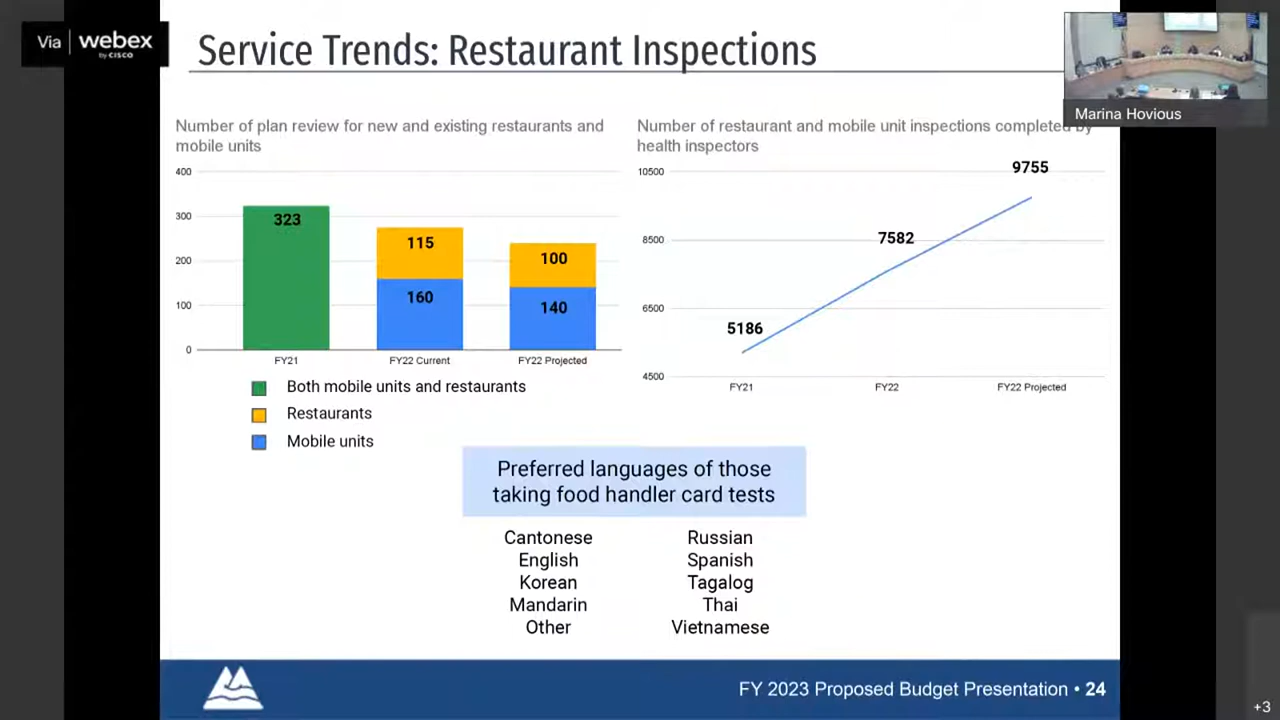 Via webex
by CISCO
Service Trends: Restaurant Inspections
Marina Hovious
Number of plan review for new and existing restaurants and
mobile units
400
300
200
100
0
323
115
160
100
140
FY21
FY22 Current
FY22 Projected
Both mobile units and restaurants
Restaurants
Mobile units
Number of restaurant and mobile unit inspections completed by
health inspectors
10500
8500
6500
4500
5186
7582
9755
FY21
FY22
FY22 Projected
Preferred languages of those
taking food handler card tests
Cantonese
English
Korean
Mandarin
Other
Russian
Spanish
Tagalog
Thai
Vietnamese
FY 2023 Proposed Budget Presentation • 24
+3